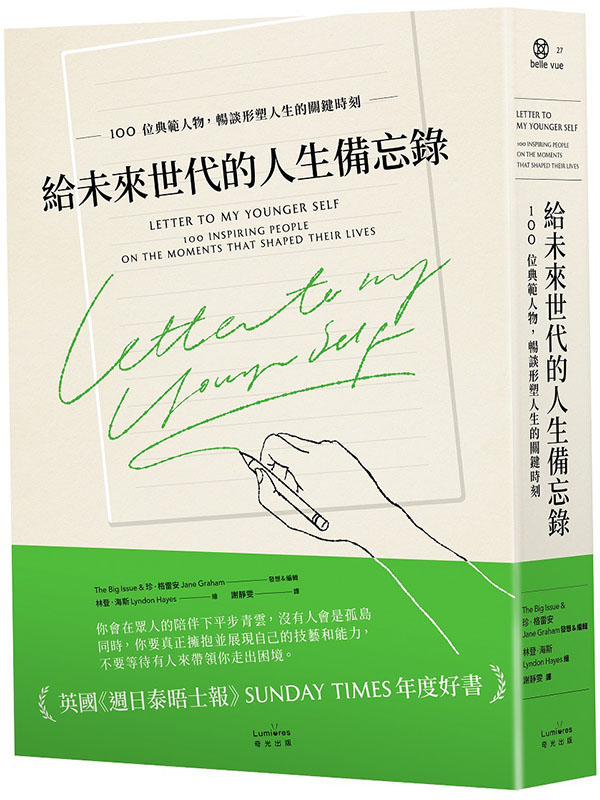 100 位典範人物，暢談形塑人生的關鍵時刻
給未來世代的人生備忘錄
LETTER TO MY YOUNGER SELF
100 INSPIRING PEOPLE
ON THE MOMENTS THAT SHAPED THEIR LIVES
Letter to my
Younger Self
The Big Issue & 珍·格雷安 Jane Graham 發想&編輯
林登·海斯 Lyndon Hayes 繪 謝靜雯 譯
你會在眾人的陪伴下平步青雲，沒有人會是孤島
同時，你要真正擁抱並展現自己的技藝和能力，
不要等待有人來帶領你走出困境。
英國《週日泰晤士報》SUNDAY TIMES 年度好書
Lumières
奇光出版
27
belle vue
LETTER TO
MY YOUNGER SELF
100 INSPIRING PEOPLE
ON THE MOMENTS
THAT SHAPED THEIR LIVES
給未來世代的人生備忘錄
100 位典範人物，暢談形塑人生的關鍵時刻
The Big Issue &
珍·格雷安
Jane Graham 發想&編輯
林登·海斯
Lyndon Hayes 繪
謝靜雯 譯
Lumières
奇光出版